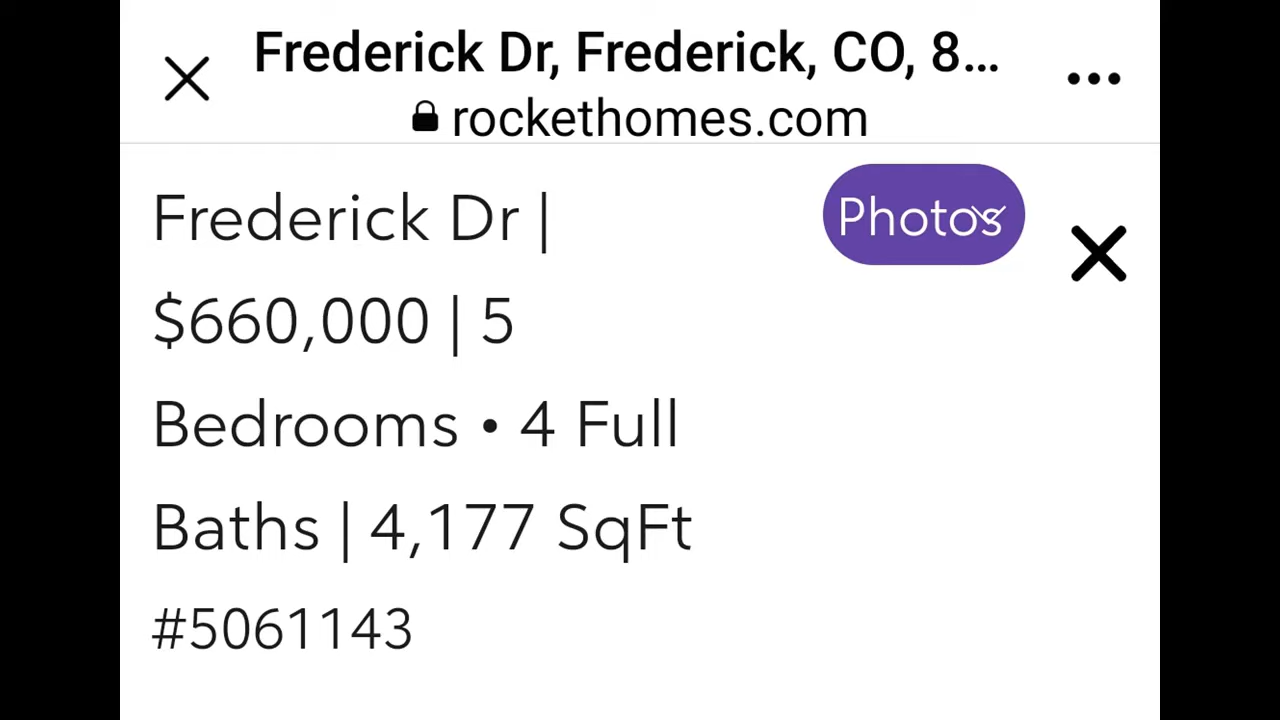 Frederick Dr, Frederick, CO, 8...
rockethomes.com
Frederick Dr |
Photos
$660,000 | 5
Bedrooms • 4 Full
Baths | 4,177 SqFt
#5061143